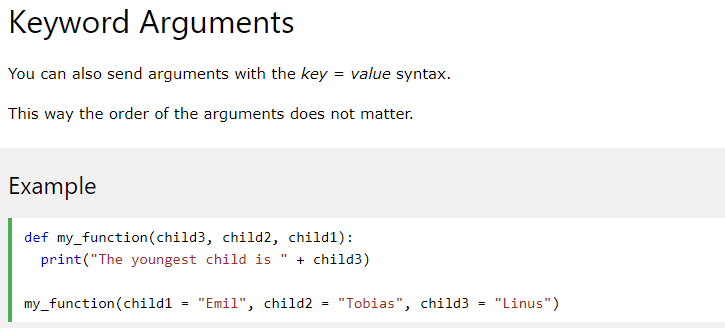 Keyword Arguments
You can also send arguments with the key = value syntax.
This way the order of the arguments does not matter.
Example
def my_function(child3, child2, child1):
  print("The youngest child is " + child3)
my_function(child1 = "Emil", child2 = "Tobias", child3 = "Linus")